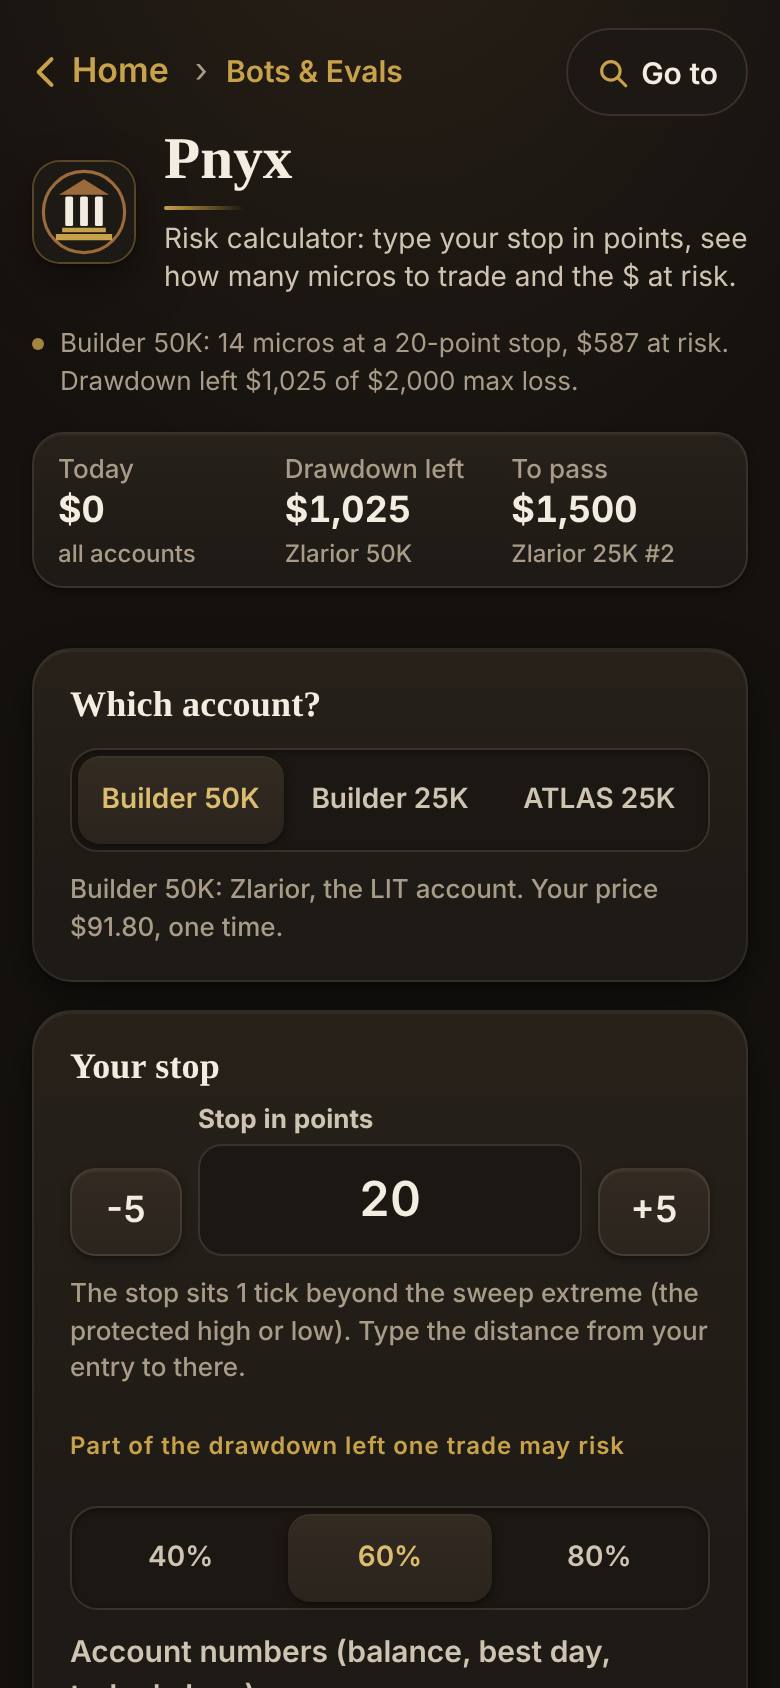 Home › Bots & Evals
Go to
Pnyx
Risk calculator: type your stop in points, see
how many micros to trade and the $ at risk.
Builder 50K: 14 micros at a 20-point stop, $587 at risk.
Drawdown left $1,025 of $2,000 max loss.
Today
$0
all accounts
Drawdown left
$1,025
Zlarior 50K
To pass
$1,500
Zlarior 25K #2
Which account?
Builder 50K
Builder 25K
ATLAS 25K
Builder 50K: Zlarior, the LIT account. Your price
$91.80, one time.
Your stop
Stop in points
-5
20
+5
The stop sits 1 tick beyond the sweep extreme (the
protected high or low). Type the distance from your
entry to there.
Part of the drawdown left one trade may risk
40%
60%
80%
Account numbers (balance, best day,